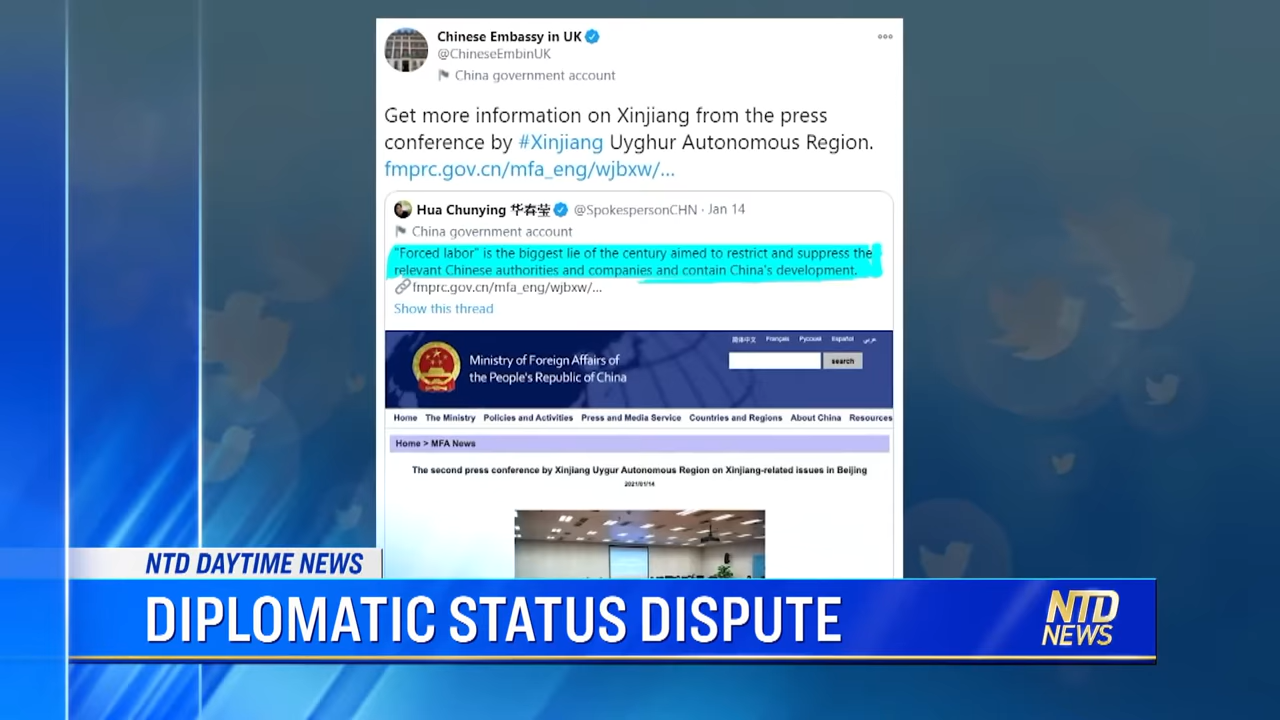 Chinese Embassy in UK
@ChineseEmbinUK
China government account
Get more information on Xinjiang from the press
conference by #Xinjiang Uyghur Autonomous Region.
fmprc.gov.cn/mfa_eng/wjbxw/...
Hua Chunying 华春莹 @SpokespersonCHN · Jan 14
China government account
"Forced labor" is the biggest lie of the century aimed to restrict and suppress the
relevant Chinese authorities and companies and contain China's development.
fmprc.gov.cn/mfa_eng/wjbxw/...
Show this thread
简体中文 Français Русский Español عربي
Ministry of Foreign Affairs of
the People's Republic of China
search
Home The Ministry Policies and Activities Press and Media Service Countries and Regions About China Resources
Home > MFA News
The second press conference by Xinjiang Uygur Autonomous Region on Xinjiang-related issues in Beijing
2021/01/14
NTD DAYTIME NEWS
DIPLOMATIC STATUS DISPUTE
NTD
NEWS